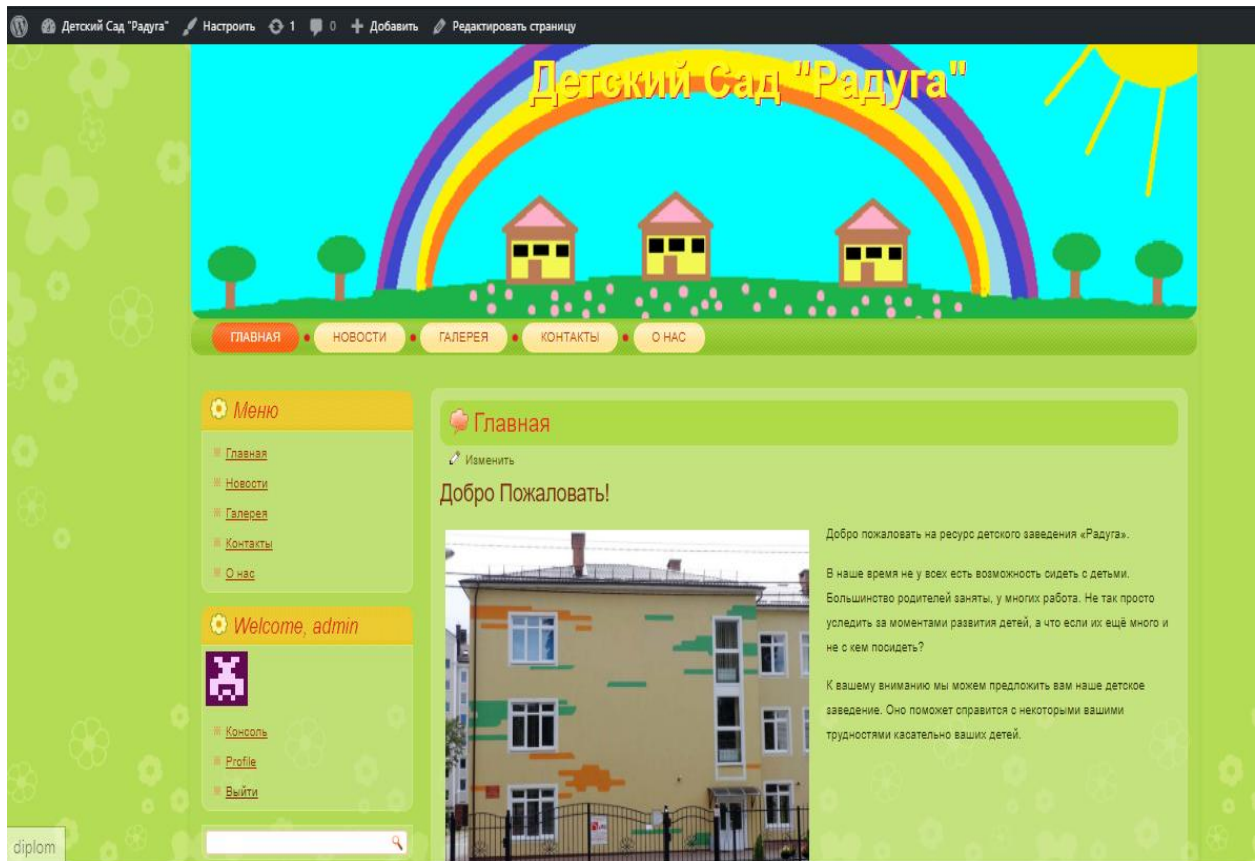 Детский Сад "Радуга" Настроить 1 0 Добавить Редактировать страницу
Детский Сад "Радуга"
ГЛАВНАЯ НОВОСТИ ГАЛЕРЕЯ КОНТАКТЫ О НАС
Меню
Главная
Новости
Галерея
Контакты
О нас
Welcome, admin
Консоль
Profile
Выйти
Главная
Изменить
Добро Пожаловать!
Добро пожаловать на ресурс детского заведения «Радуга».
В наше время не у всех есть возможность сидеть с детьми.
Большинство родителей заняты, у многих работа. Не так просто
уследить за моментами развития детей, а что если их ещё много и
не с кем посидеть?
К вашему вниманию мы можем предложить вам наше детское
заведение. Оно поможет справится с некоторыми вашими
трудностями касательно ваших детей.
diplom